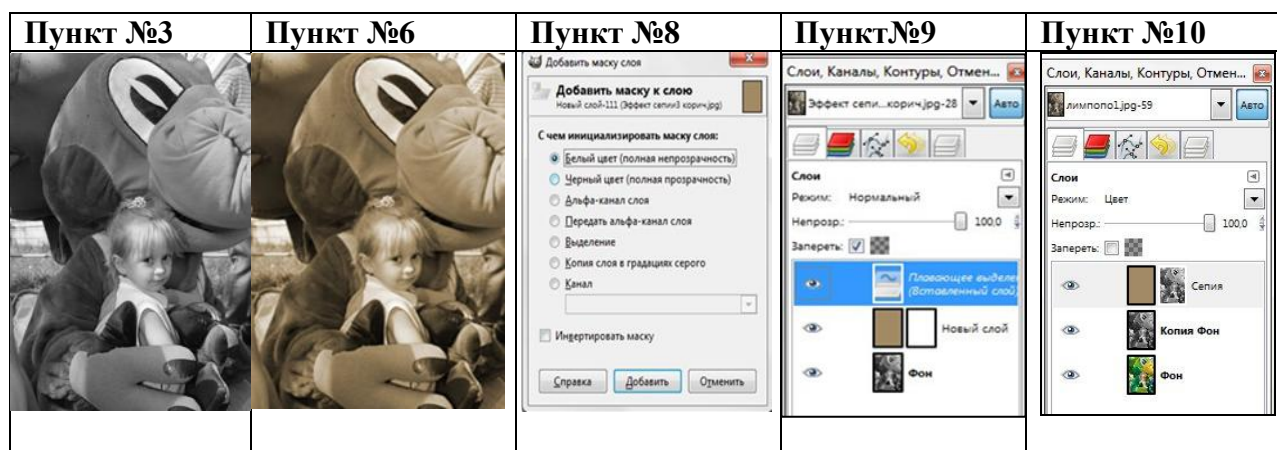 Пункт №3
Пункт №6
Пункт №8
Пункт№9
Пункт №10
Добавить маску слоя
Добавить маску к слою
Новый слой-111 (Эффект сепии3 корич.jpg)
С чем инициализировать маску слоя:
Белый цвет (полная непрозрачность)
Черный цвет (полная прозрачность)
Альфа-канал слоя
Передать альфа-канал слоя
Выделение
Копия слоя в градациях серого
Канал
Инвертировать маску
Справка
Добавить
Отменить
Слои, Каналы, Контуры, Отмен...
Эффект сепи...корич.jpg-28
Авто
Слои
Режим: Нормальный
Непрозр.: 100,0
Запереть:
Плавающее выделе
(Вставленный слой)
Новый слой
Фон
Слои, Каналы, Контуры, Отмен...
лимпопо1.jpg-59
Авто
Слои
Режим: Цвет
Непрозр.: 100,0
Запереть:
Сепия
Копия Фон
Фон